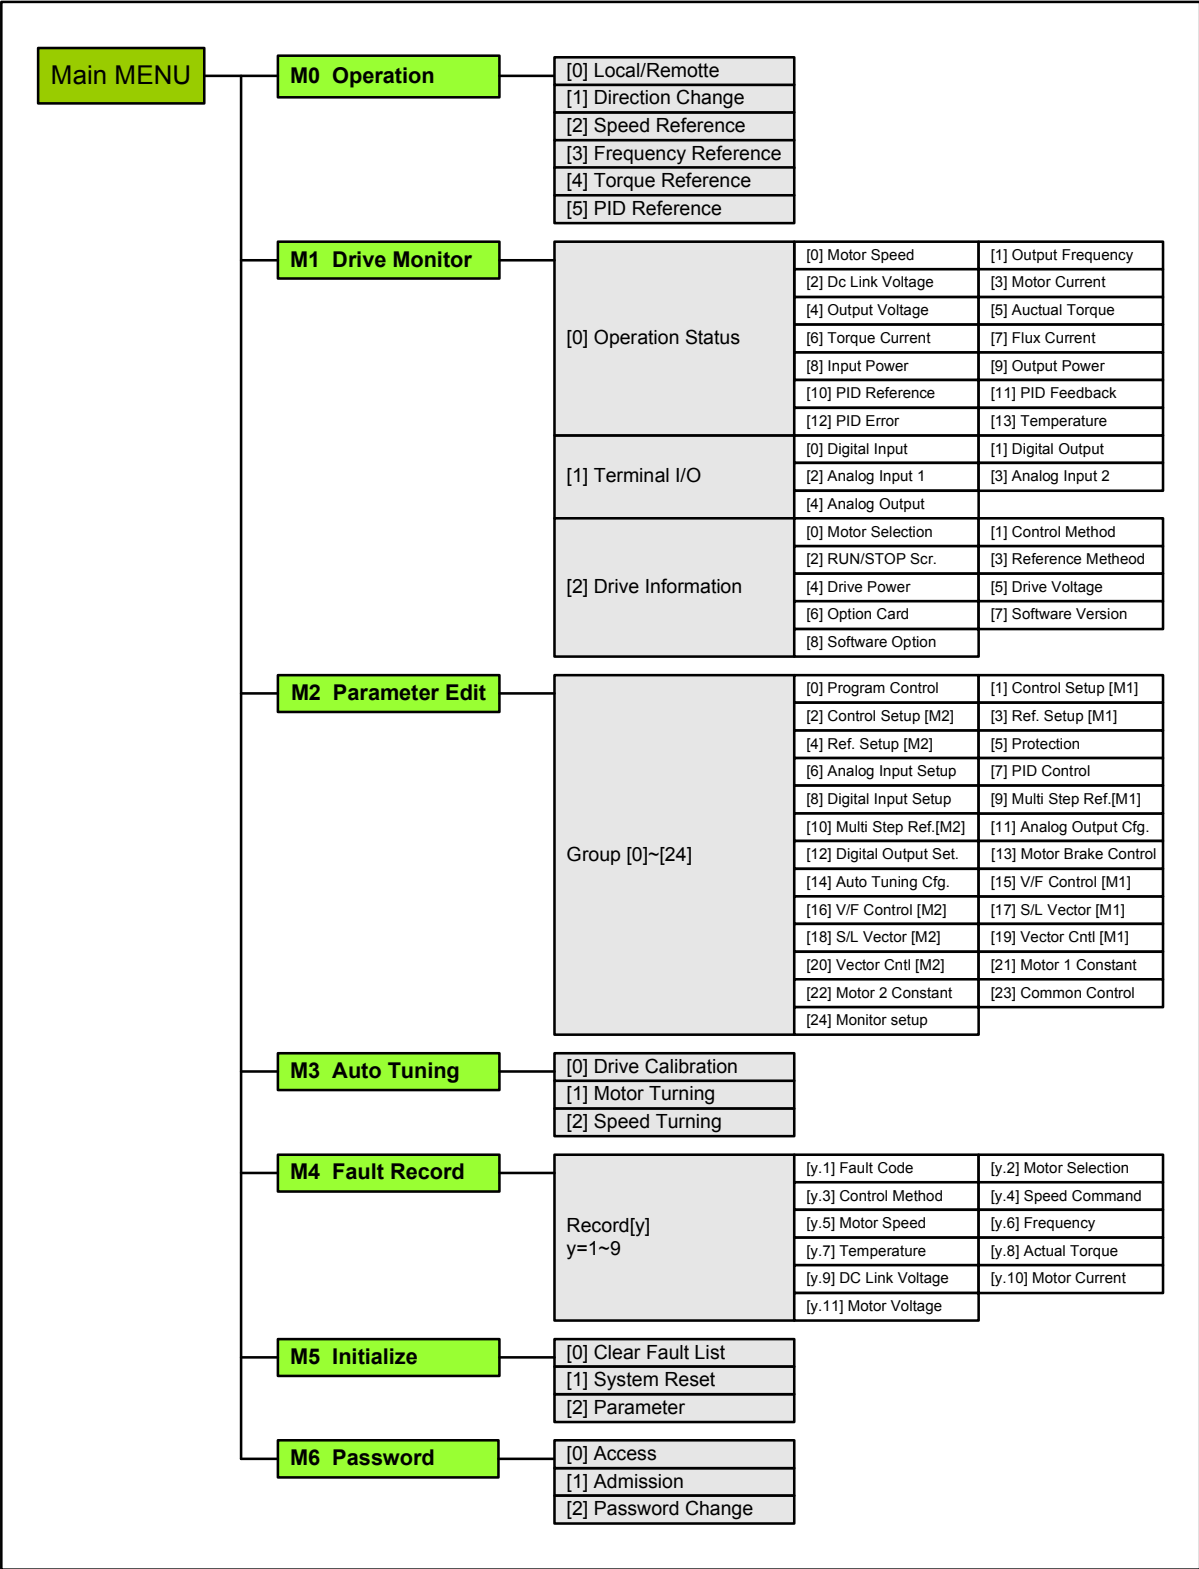 Main MENU
M0 Operation
[0] Local/Remotte
[1] Direction Change
[2] Speed Reference
[3] Frequency Reference
[4] Torque Reference
[5] PID Reference
M1 Drive Monitor
[0] Operation Status
[0] Motor Speed [1] Output Frequency
[2] Dc Link Voltage [3] Motor Current
[4] Output Voltage [5] Auctual Torque
[6] Torque Current [7] Flux Current
[8] Input Power [9] Output Power
[10] PID Reference [11] PID Feedback
[12] PID Error [13] Temperature
[1] Terminal I/O
[0] Digital Input [1] Digital Output
[2] Analog Input 1 [3] Analog Input 2
[4] Analog Output
[2] Drive Information
[0] Motor Selection [1] Control Method
[2] RUN/STOP Scr. [3] Reference Metheod
[4] Drive Power [5] Drive Voltage
[6] Option Card [7] Software Version
[8] Software Option
M2 Parameter Edit
Group [0]~[24]
[0] Program Control [1] Control Setup [M1]
[2] Control Setup [M2] [3] Ref. Setup [M1]
[4] Ref. Setup [M2] [5] Protection
[6] Analog Input Setup [7] PID Control
[8] Digital Input Setup [9] Multi Step Ref.[M1]
[10] Multi Step Ref.[M2] [11] Analog Output Cfg.
[12] Digital Output Set. [13] Motor Brake Control
[14] Auto Tuning Cfg. [15] V/F Control [M1]
[16] V/F Control [M2] [17] S/L Vector [M1]
[18] S/L Vector [M2] [19] Vector Cntl [M1]
[20] Vector Cntl [M2] [21] Motor 1 Constant
[22] Motor 2 Constant [23] Common Control
[24] Monitor setup
M3 Auto Tuning
[0] Drive Calibration
[1] Motor Turning
[2] Speed Turning
M4 Fault Record
Record[y]
y=1~9
[y.1] Fault Code [y.2] Motor Selection
[y.3] Control Method [y.4] Speed Command
[y.5] Motor Speed [y.6] Frequency
[y.7] Temperature [y.8] Actual Torque
[y.9] DC Link Voltage [y.10] Motor Current
[y.11] Motor Voltage
M5 Initialize
[0] Clear Fault List
[1] System Reset
[2] Parameter
M6 Password
[0] Access
[1] Admission
[2] Password Change